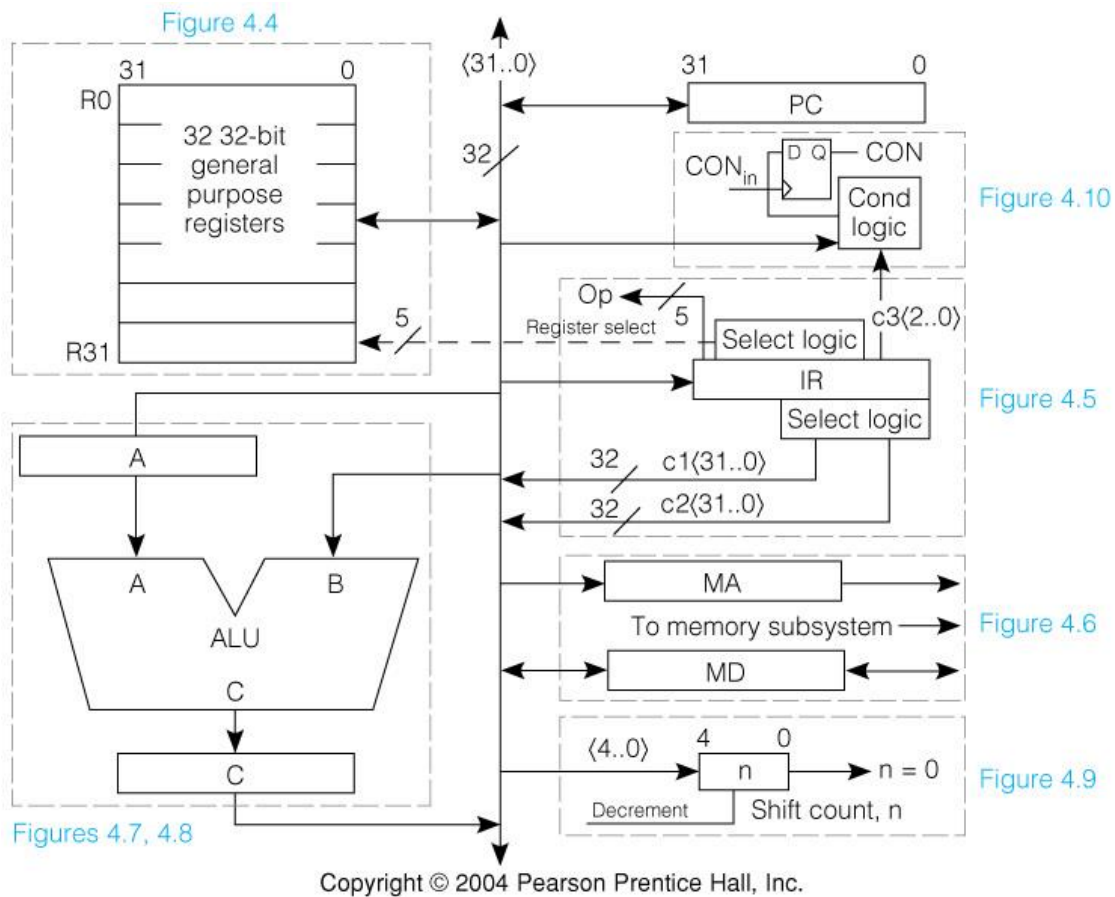 Figure 4.4
31 0
R0
32 32-bit
general
purpose
registers
R31
⟨31..0⟩
32
31 0
PC
CON_in
D Q
CON
Cond
logic
Figure 4.10
Op
5
Register select
5
Select logic
c3⟨2..0⟩
IR
Select logic
Figure 4.5
32 c1⟨31..0⟩
32 c2⟨31..0⟩
A
A B
ALU
C
C
Figures 4.7, 4.8
MA
To memory subsystem
MD
Figure 4.6
⟨4..0⟩
4 0
n
n = 0
Decrement
Shift count, n
Figure 4.9
Copyright © 2004 Pearson Prentice Hall, Inc.